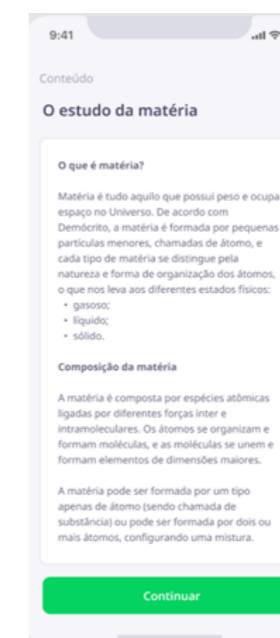 9:41
Conteúdo
O estudo da matéria
O que é matéria?
Matéria é tudo aquilo que possui peso e ocupa
espaço no Universo. De acordo com
Demócrito, a matéria é formada por pequenas
partículas menores, chamadas de átomo, e
cada tipo de matéria se distingue pela
natureza e forma de organização dos átomos,
o que nos leva aos diferentes estados físicos:
• gasoso;
• líquido;
• sólido.
Composição da matéria
A matéria é composta por espécies atômicas
ligadas por diferentes forças inter e
intramoleculares. Os átomos se organizam e
formam moléculas, e as moléculas se unem e
formam elementos de dimensões maiores.
A matéria pode ser formada por um tipo
apenas de átomo (sendo chamada de
substância) ou pode ser formada por dois ou
mais átomos, configurando uma mistura.
Continuar